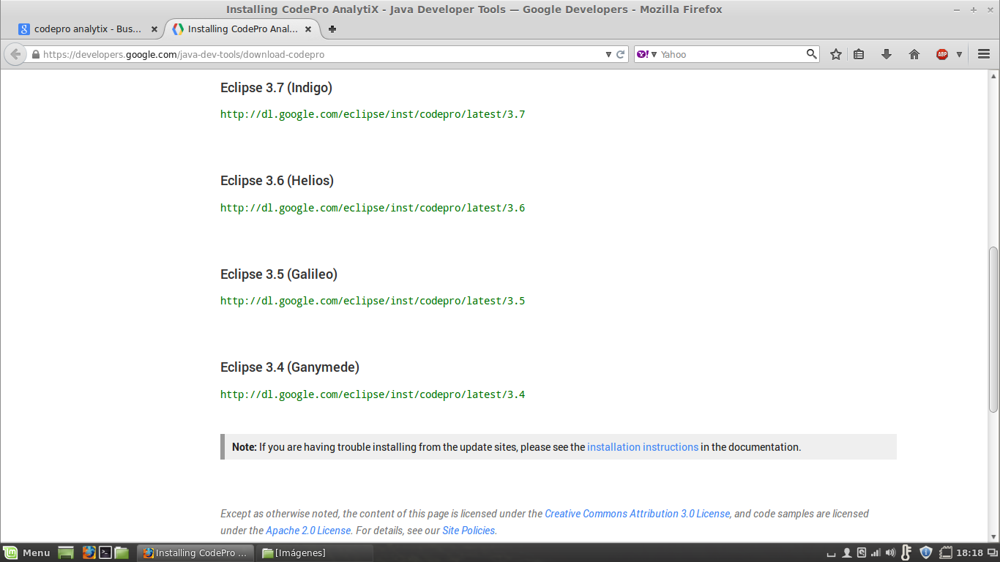 Installing CodePro AnalytiX - Java Developer Tools — Google Developers - Mozilla Firefox
codepro analytix - Bus...
Installing CodePro Anal...
https://developers.google.com/java-dev-tools/download-codepro
Y!
Yahoo
ABP
Eclipse 3.7 (Indigo)
http://dl.google.com/eclipse/inst/codepro/latest/3.7
Eclipse 3.6 (Helios)
http://dl.google.com/eclipse/inst/codepro/latest/3.6
Eclipse 3.5 (Galileo)
http://dl.google.com/eclipse/inst/codepro/latest/3.5
Eclipse 3.4 (Ganymede)
http://dl.google.com/eclipse/inst/codepro/latest/3.4
Note: If you are having trouble installing from the update sites, please see the installation instructions in the documentation.
Except as otherwise noted, the content of this page is licensed under the Creative Commons Attribution 3.0 License, and code samples are licensed
under the Apache 2.0 License. For details, see our Site Policies.
Menu
Installing CodePro ...
[Imágenes]
18:18